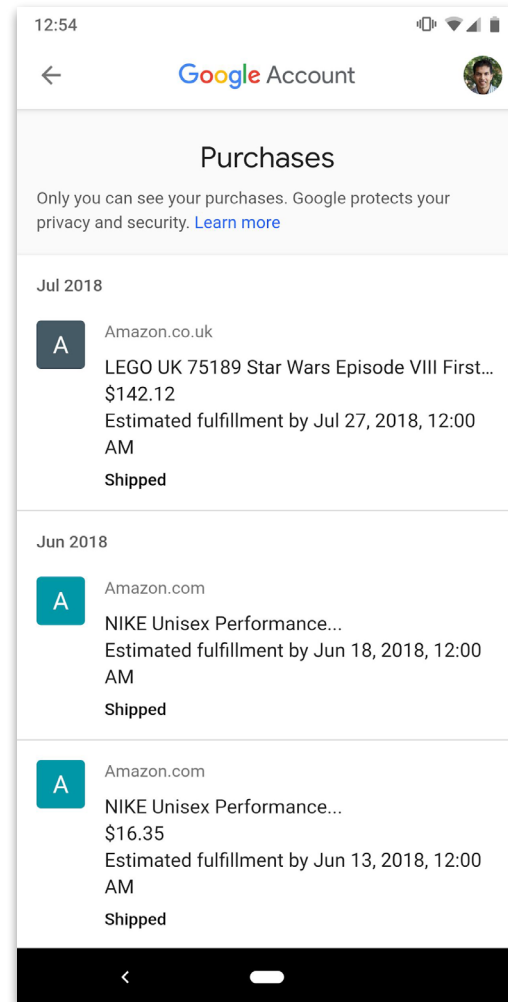 12:54
Google Account
Purchases
Only you can see your purchases. Google protects your
privacy and security. Learn more
Jul 2018
A
Amazon.co.uk
LEGO UK 75189 Star Wars Episode VIII First...
$142.12
Estimated fulfillment by Jul 27, 2018, 12:00
AM
Shipped
Jun 2018
A
Amazon.com
NIKE Unisex Performance...
Estimated fulfillment by Jun 18, 2018, 12:00
AM
Shipped
A
Amazon.com
NIKE Unisex Performance...
$16.35
Estimated fulfillment by Jun 13, 2018, 12:00
AM
Shipped